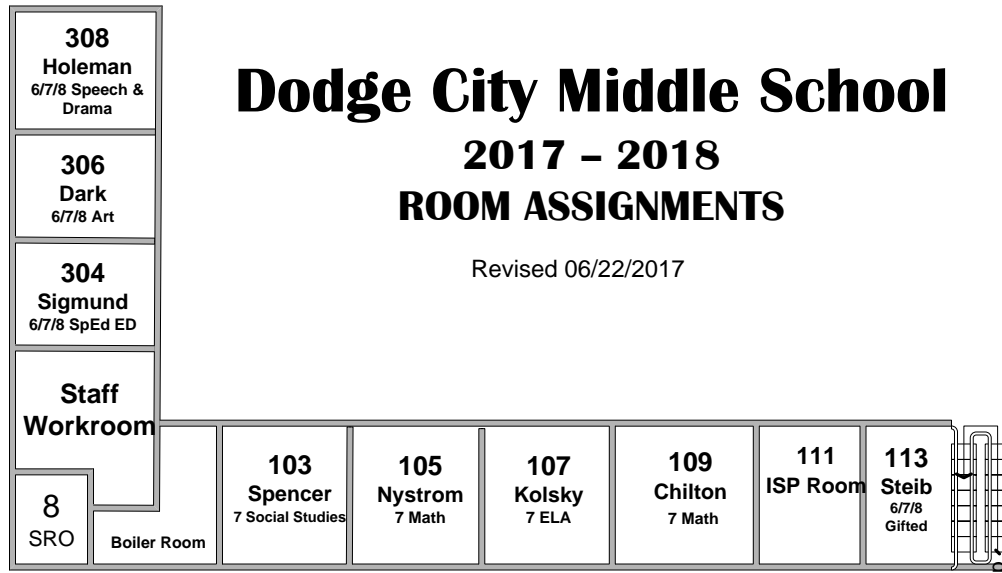 308
Holeman
6/7/8 Speech &
Drama
Dodge City Middle School
2017 – 2018
ROOM ASSIGNMENTS
Revised 06/22/2017
306
Dark
6/7/8 Art
304
Sigmund
6/7/8 SpEd ED
Staff
Workroom
8
SRO
Boiler Room
103
Spencer
7 Social Studies
105
Nystrom
7 Math
107
Kolsky
7 ELA
109
Chilton
7 Math
111
ISP Room
113
Steib
6/7/8
Gifted